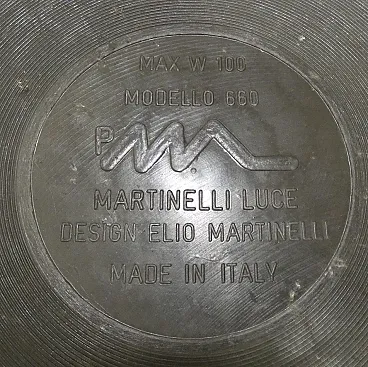 MAX W 100
MODELLO 660
P
MARTINELLI LUCE
DESIGN ELIO MARTINELLI
MADE IN ITALY